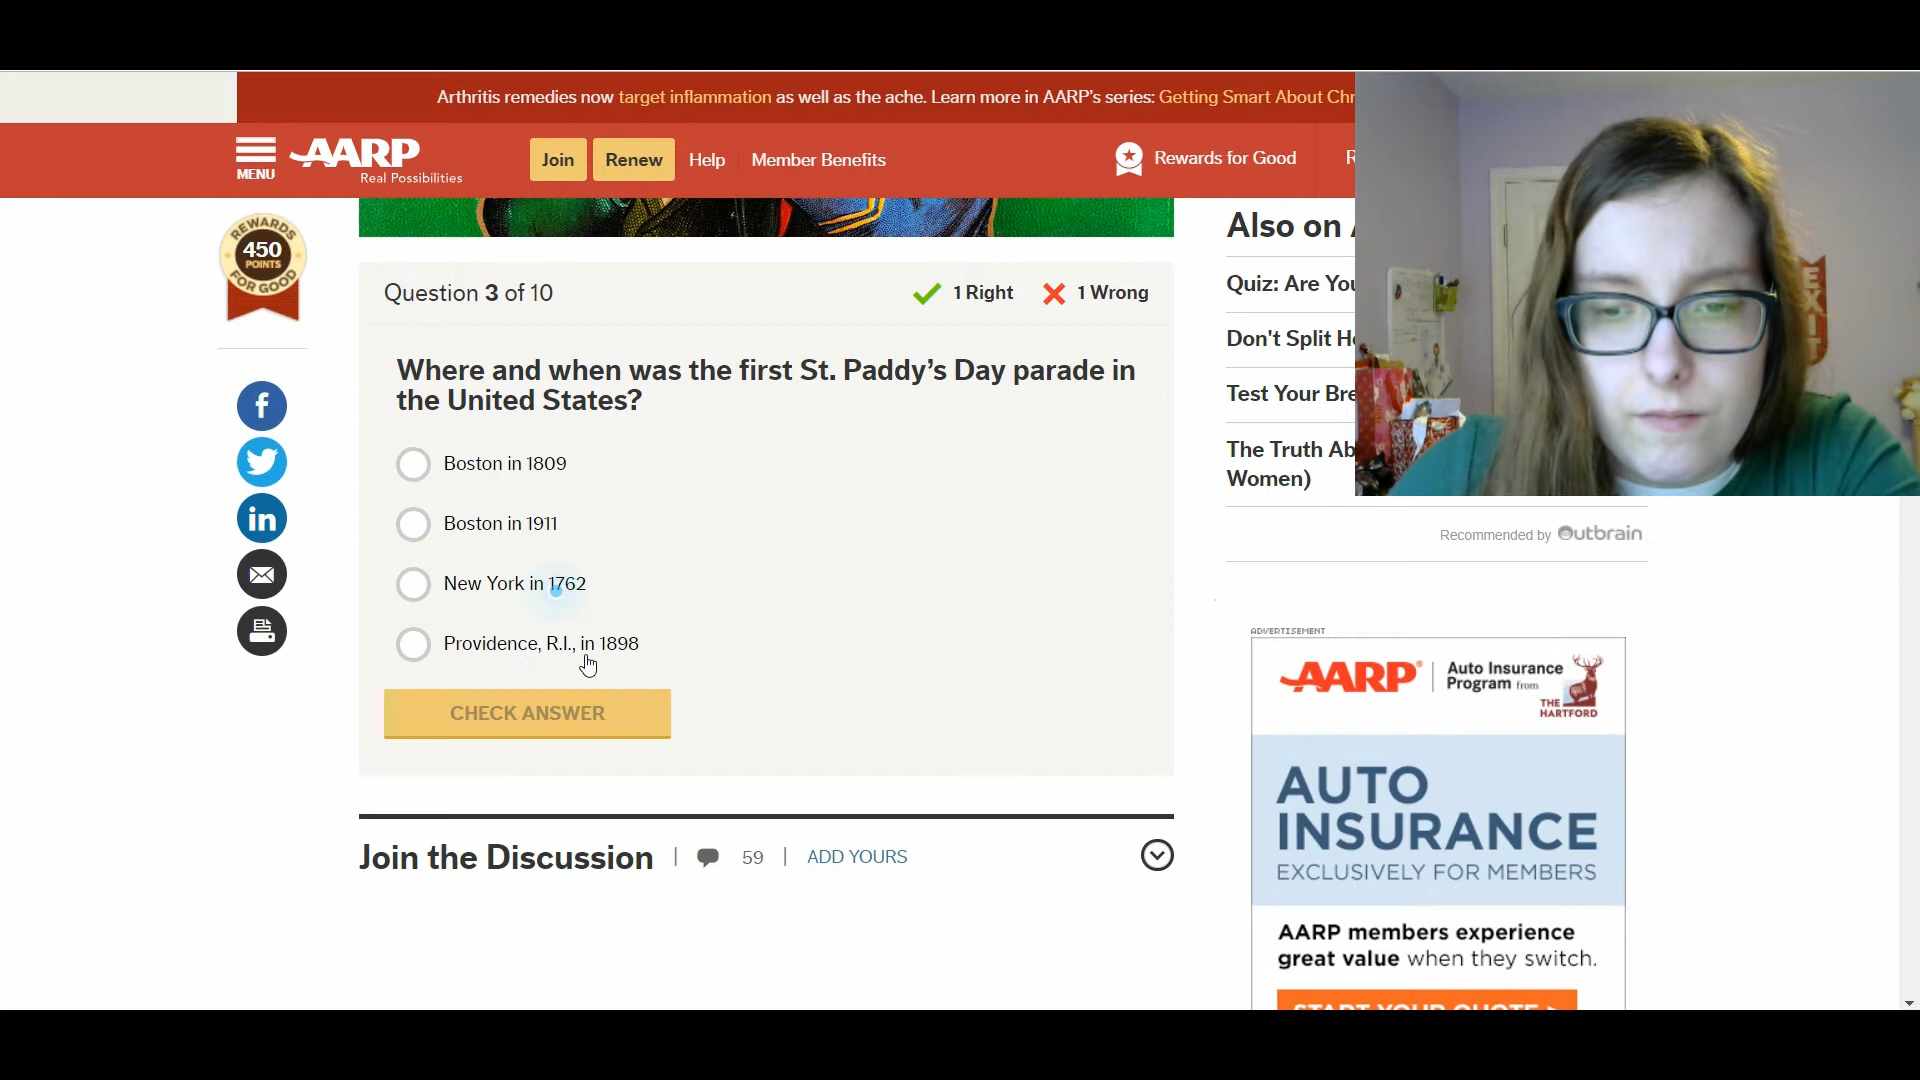 Arthritis remedies now target inflammation as well as the ache. Learn more in AARP's series: Getting Smart About Chr
MENU
AARP
Real Possibilities
Join
Renew
Help
Member Benefits
Rewards for Good
R
REWARDS
450
POINTS
FOR GOOD
Question 3 of 10
1 Right
1 Wrong
Where and when was the first St. Paddy's Day parade in
the United States?
Boston in 1809
Boston in 1911
New York in 1762
Providence, R.I., in 1898
CHECK ANSWER
Join the Discussion | 59 | ADD YOURS
Also on A
Quiz: Are You
Don't Split He
Test Your Bre
The Truth Ab
Women)
Recommended by Outbrain
ADVERTISEMENT
AARP | Auto Insurance
Program from
THE
HARTFORD
AUTO
INSURANCE
EXCLUSIVELY FOR MEMBERS
AARP members experience
great value when they switch.
START YOUR QUOTE >
EXIT